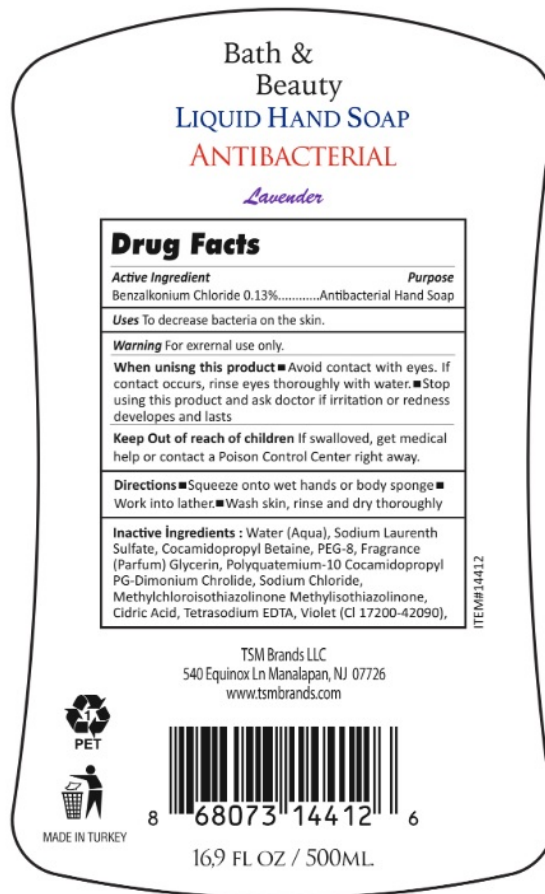 Bath &
Beauty
LIQUID HAND SOAP
ANTIBACTERIAL
Lavender
Drug Facts
Active Ingredient Purpose
Benzalkonium Chloride 0.13%............Antibacterial Hand Soap
Uses To decrease bacteria on the skin.
Warning For exrernal use only.
When unisng this product ■ Avoid contact with eyes. If
contact occurs, rinse eyes thoroughly with water. ■ Stop
using this product and ask doctor if irritation or redness
developes and lasts
Keep Out of reach of children If swalloved, get medical
help or contact a Poison Control Center right away.
Directions ■ Squeeze onto wet hands or body sponge ■
Work into lather. ■ Wash skin, rinse and dry thoroughly
Inactive İngredients : Water (Aqua), Sodium Laurenth
Sulfate, Cocamidopropyl Betaine, PEG-8, Fragrance
(Parfum) Glycerin, Polyquatemium-10 Cocamidopropyl
PG-Dimonium Chrolide, Sodium Chloride,
Methylchloroisothiazolinone Methylisothiazolinone,
Cidric Acid, Tetrasodium EDTA, Violet (Cl 17200-42090),
ITEM#14412
TSM Brands LLC
540 Equinox Ln Manalapan, NJ 07726
www.tsmbrands.com
1
PET
MADE IN TURKEY
8 68073 14412 6
16,9 FL OZ / 500ML.